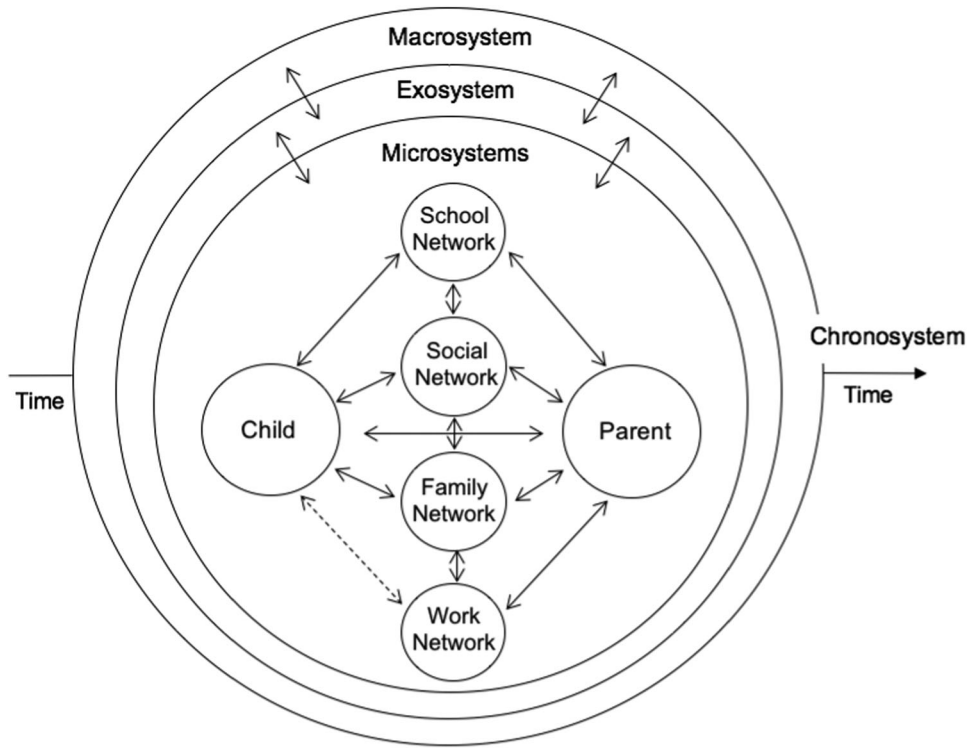 Macrosystem
Exosystem
Microsystems
School
Network
Social
Network
Chronosystem
Time
Time
Child
Parent
Family
Network
Work
Network